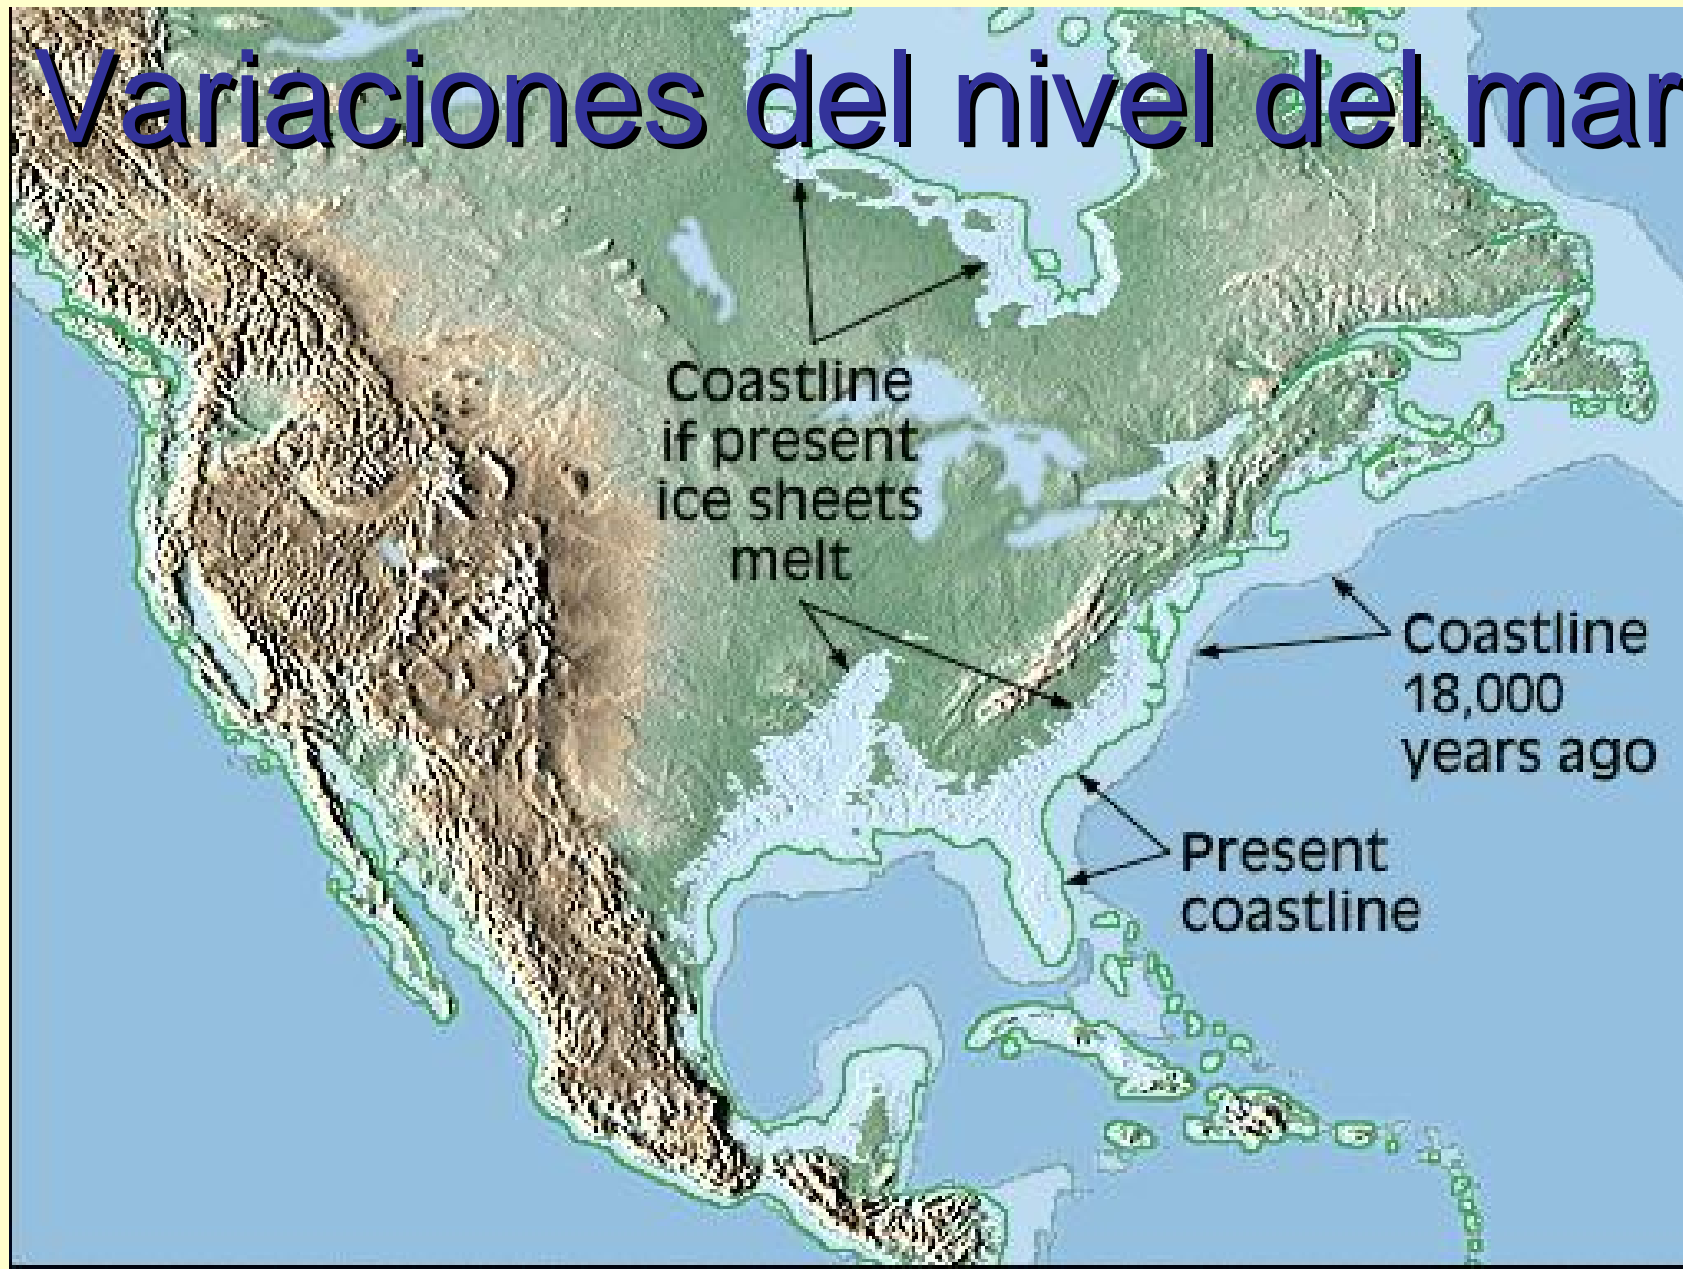 Variaciones del nivel del mar
Coastline
if present
ice sheets
melt
Coastline
18,000
years ago
Present
coastline